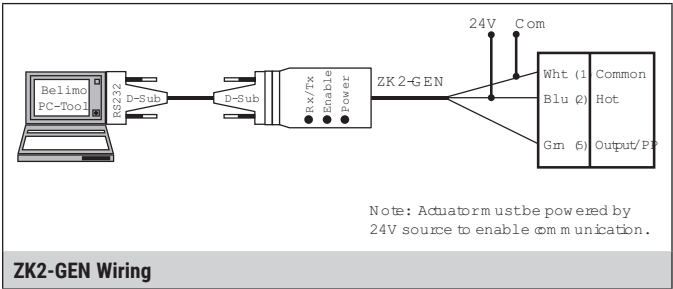 24V Com
Belimo
PC-Tool
RS232
D-Sub
D-Sub
Rx/Tx
Enable
Power
ZK2-GEN
Wht (1) Common
Blu (2) Hot
Grn (5) Output/PP
Note: Actuator must be powered by
24V source to enable communication.
ZK2-GEN Wiring